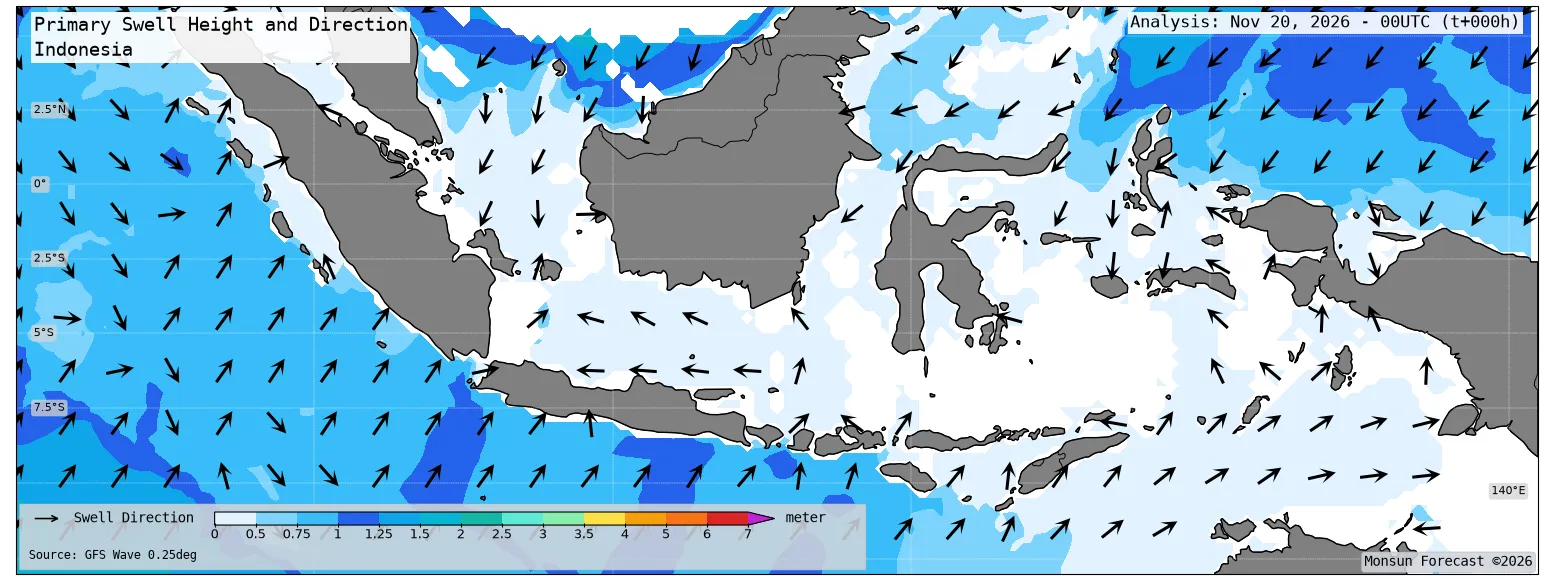 Primary Swell Height and Direction
Indonesia
Analysis: Nov 20, 2026 - 00UTC (t+000h)
2.5°N
0°
2.5°S
5°S
7.5°S
140°E
Swell Direction
0 0.5 0.75 1 1.25 1.5 2 2.5 3 3.5 4 5 6 7
meter
Source: GFS Wave 0.25deg
Monsun Forecast ©2026